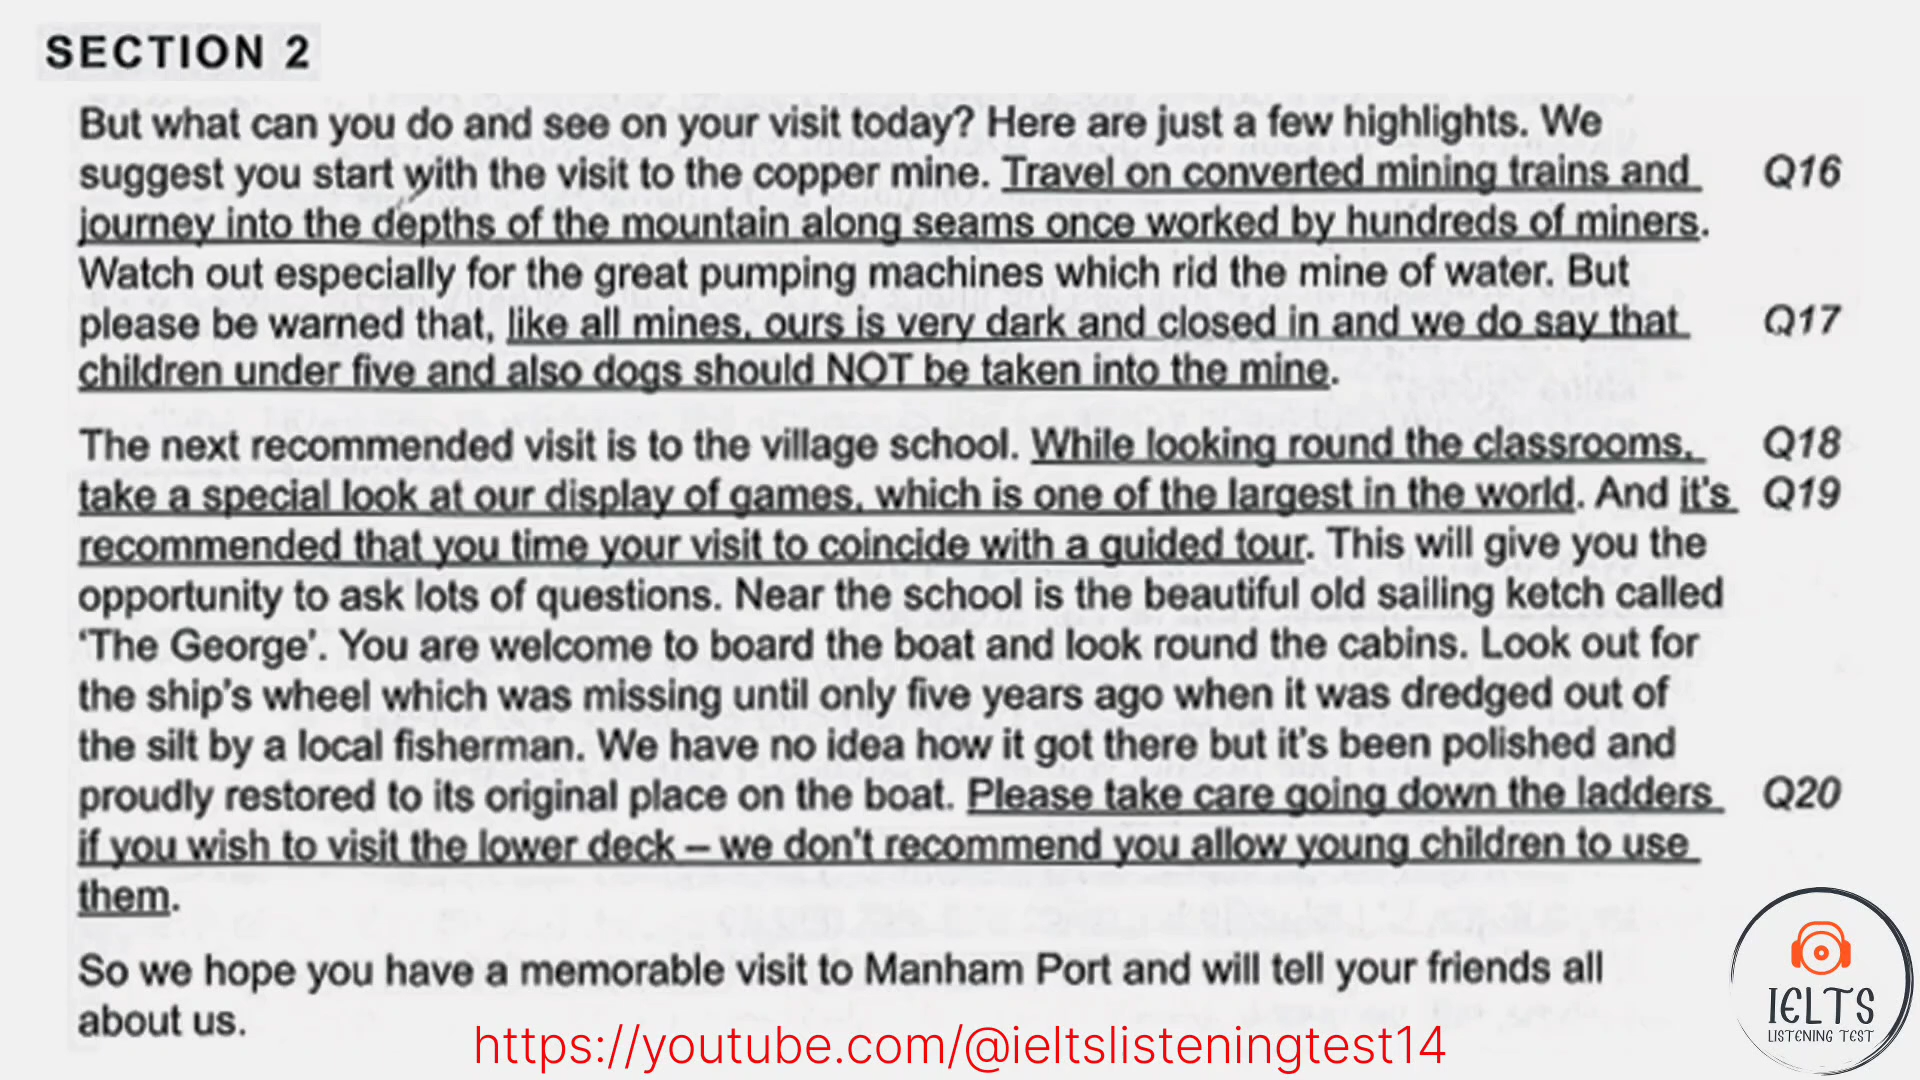 SECTION 2
But what can you do and see on your visit today? Here are just a few highlights. We
suggest you start with the visit to the copper mine. Travel on converted mining trains and Q16
journey into the depths of the mountain along seams once worked by hundreds of miners.
Watch out especially for the great pumping machines which rid the mine of water. But
please be warned that, like all mines, ours is very dark and closed in and we do say that Q17
children under five and also dogs should NOT be taken into the mine.
The next recommended visit is to the village school. While looking round the classrooms, Q18
take a special look at our display of games, which is one of the largest in the world. And it's Q19
recommended that you time your visit to coincide with a guided tour. This will give you the
opportunity to ask lots of questions. Near the school is the beautiful old sailing ketch called
‘The George’. You are welcome to board the boat and look round the cabins. Look out for
the ship's wheel which was missing until only five years ago when it was dredged out of
the silt by a local fisherman. We have no idea how it got there but it's been polished and
proudly restored to its original place on the boat. Please take care going down the ladders Q20
if you wish to visit the lower deck – we don't recommend you allow young children to use
them.
So we hope you have a memorable visit to Manham Port and will tell your friends all
about us.
https://youtube.com/@ieltslisteningtest14
IELTS
LISTENING TEST